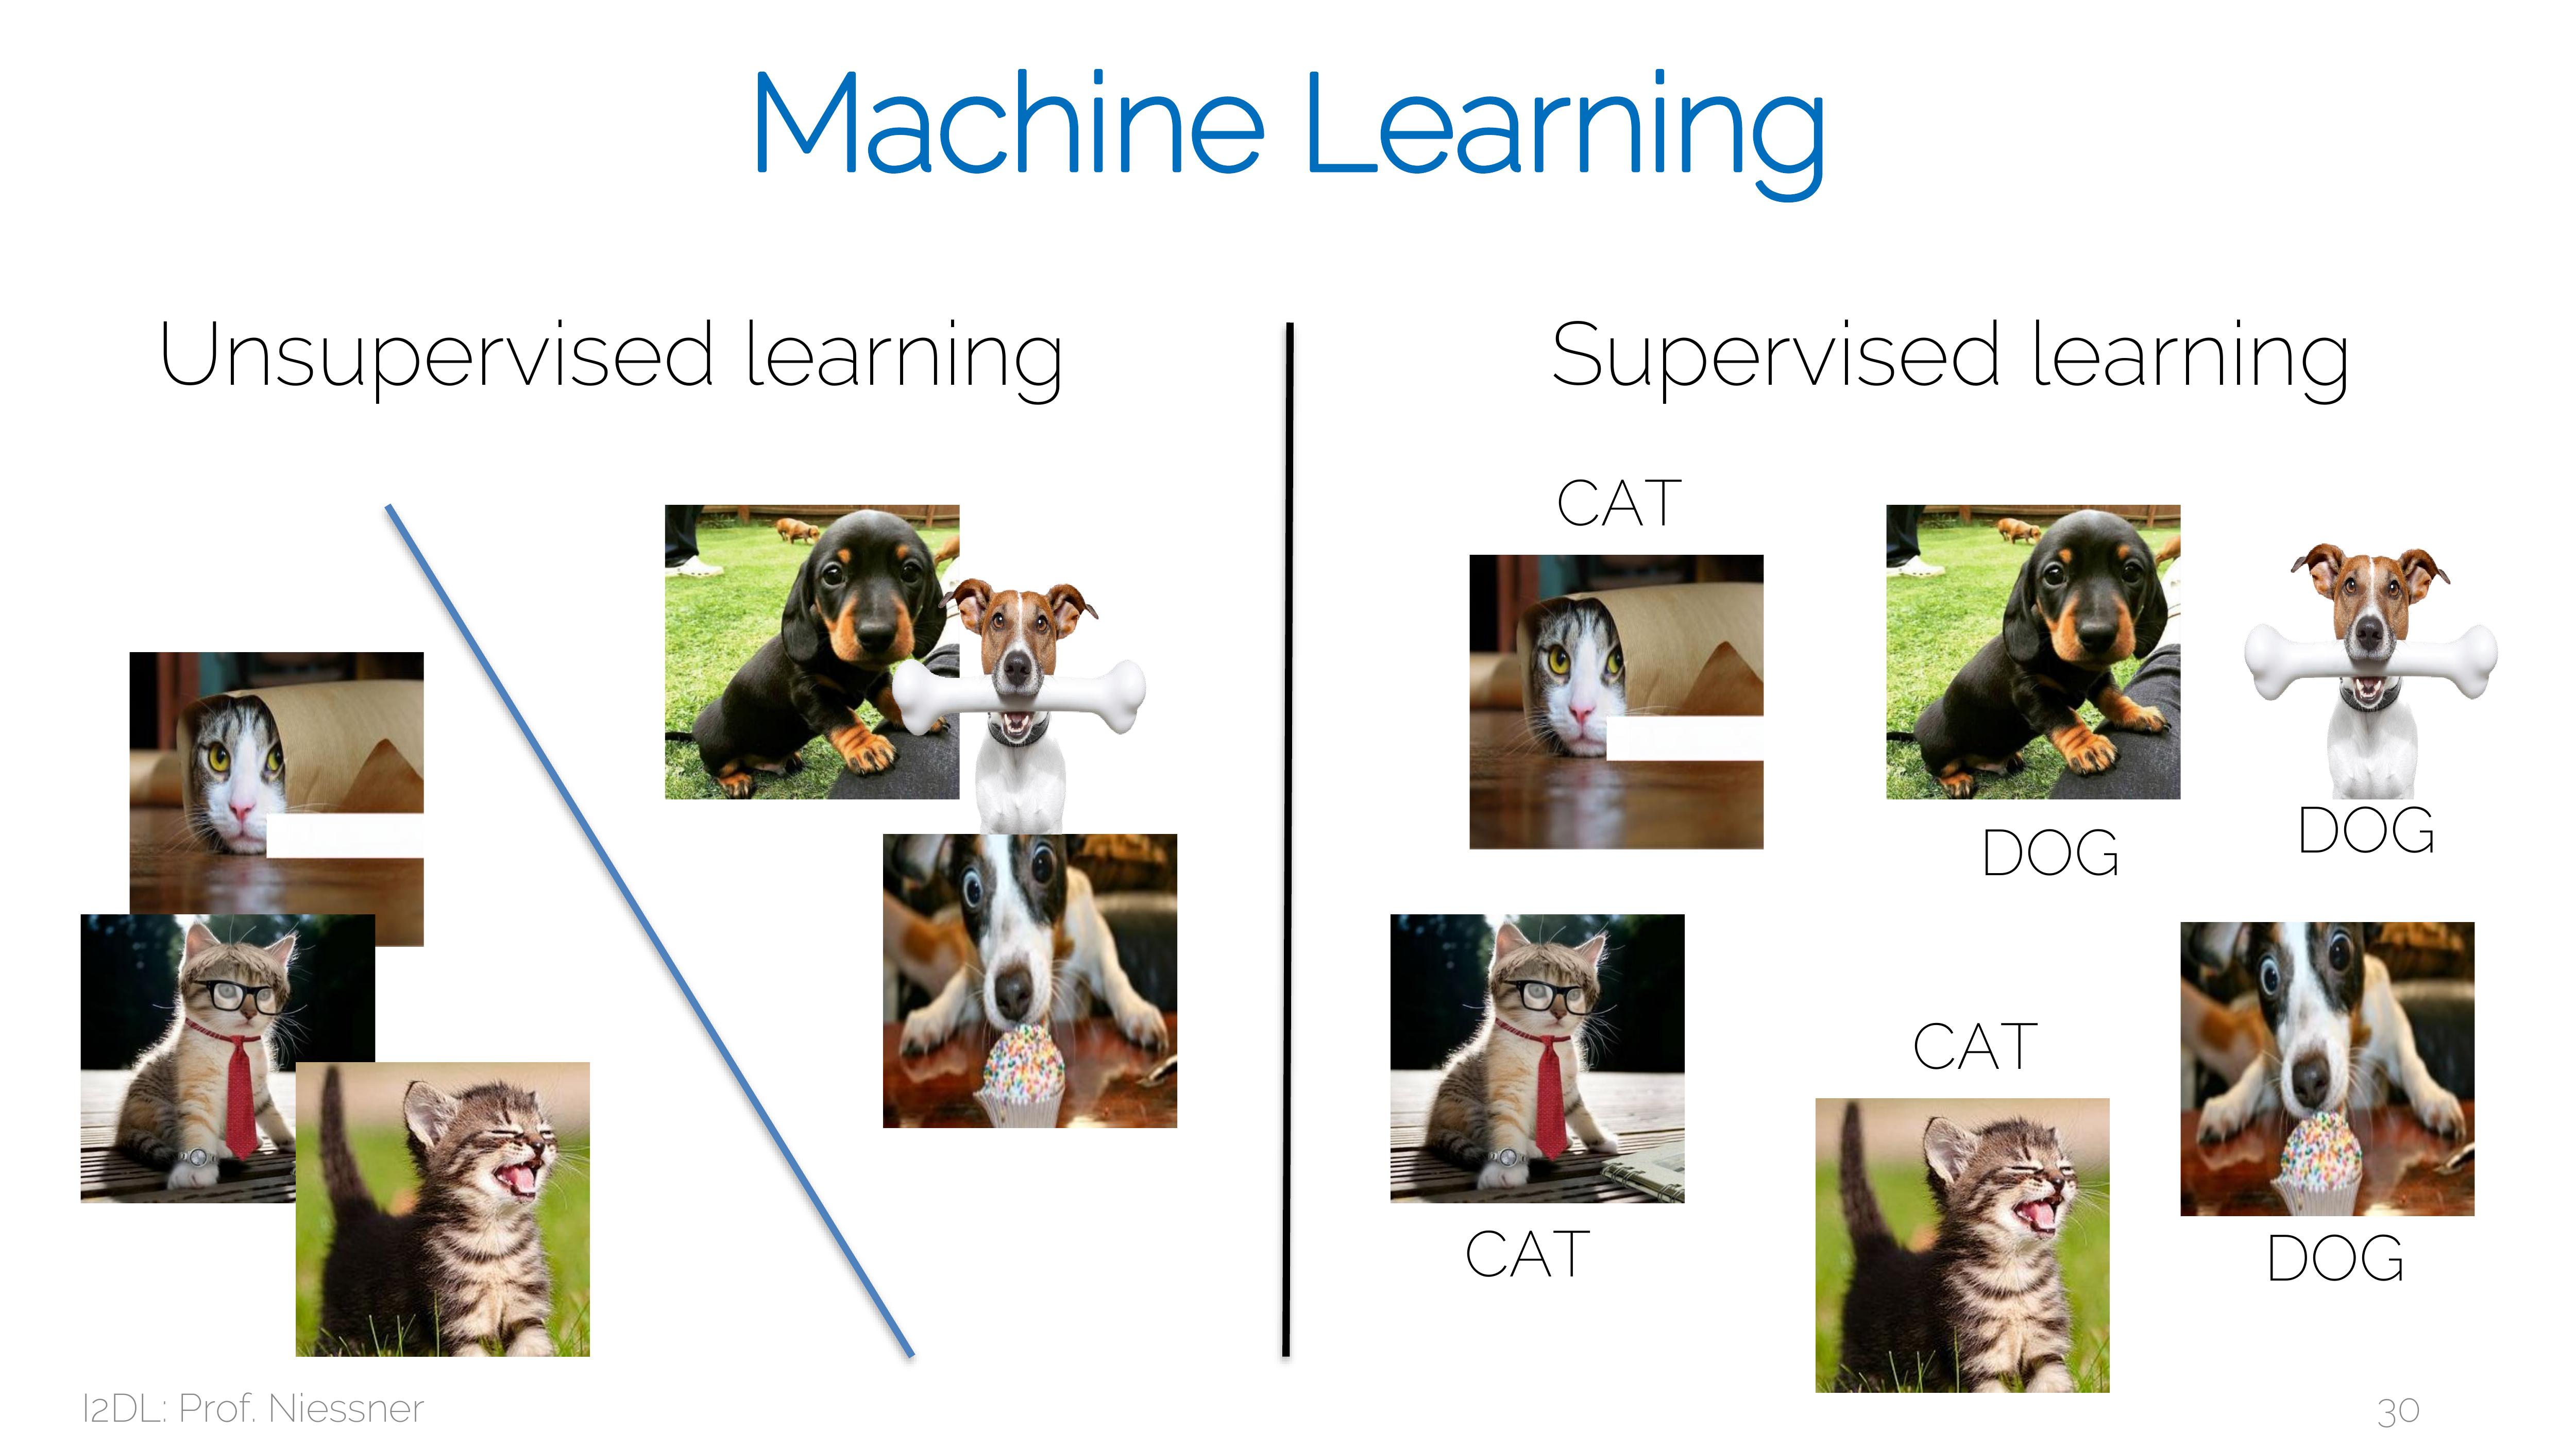 Machine Learning
Unsupervised learning
Supervised learning
CAT
DOG
DOG
CAT
CAT
DOG
I2DL: Prof. Niessner
30